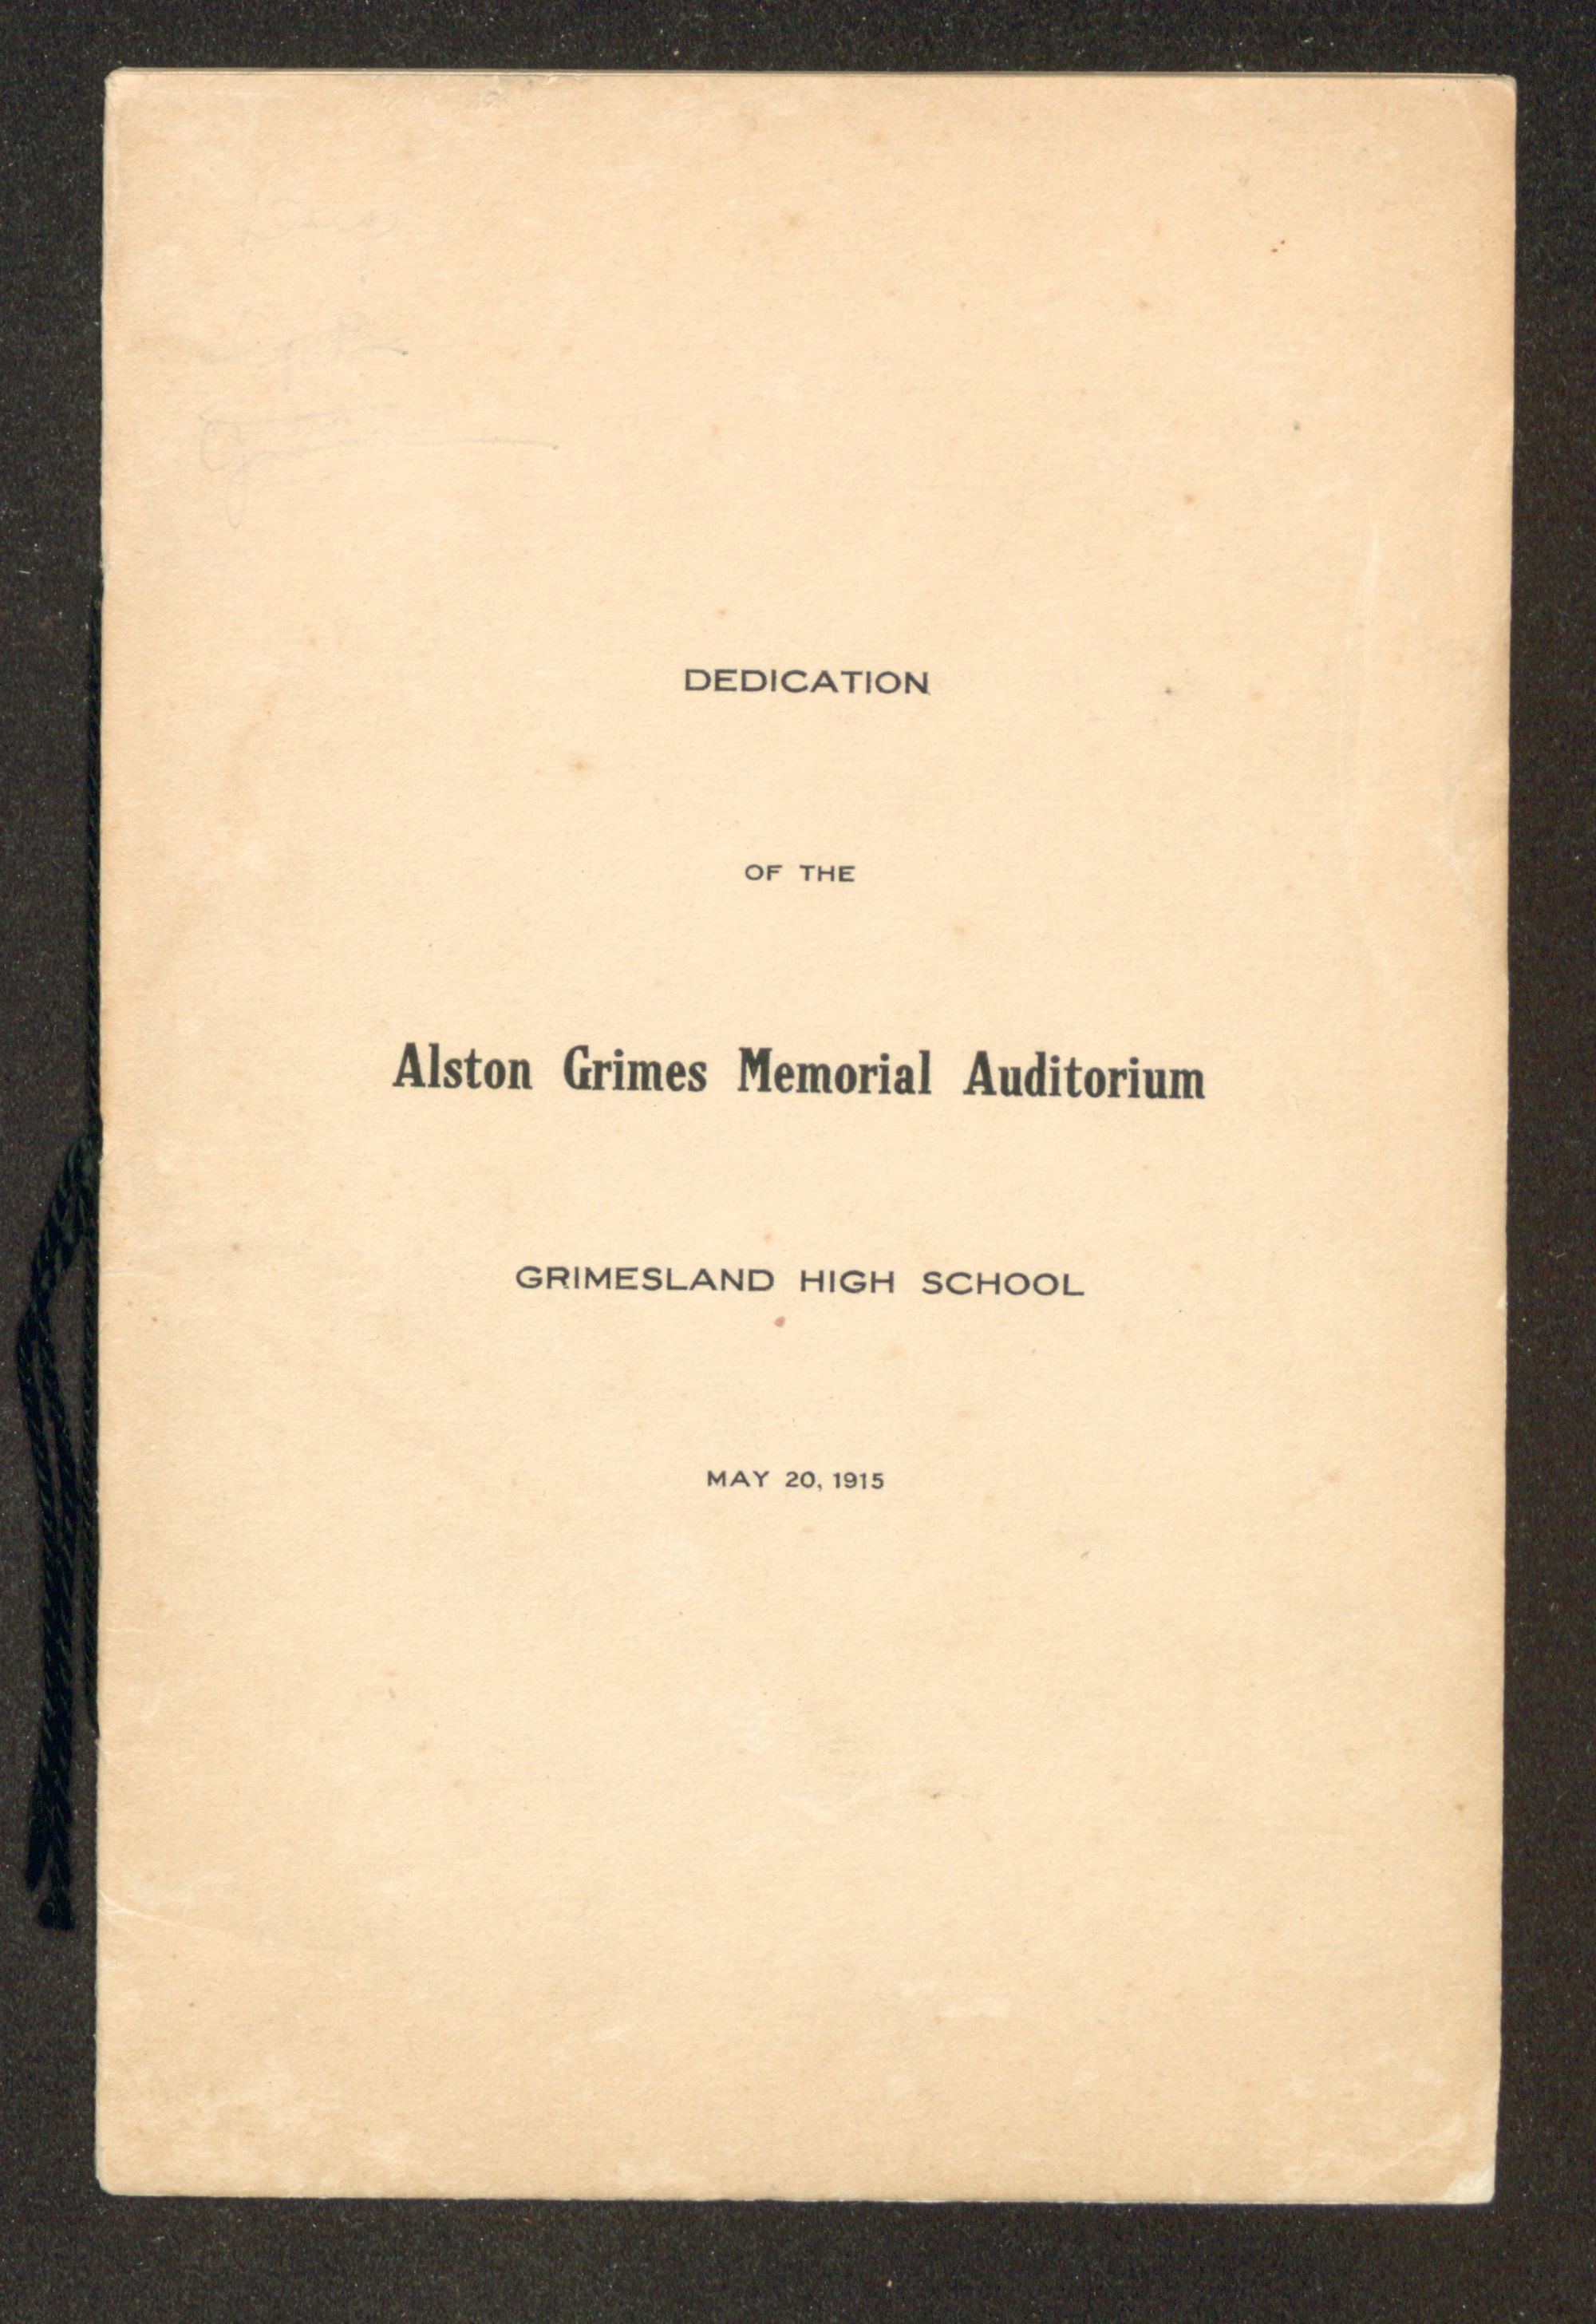 DEDICATION
OF THE
Alston Grimes Memorial Auditorium
GRIMESLAND HIGH SCHOOL
MAY 20, 1915